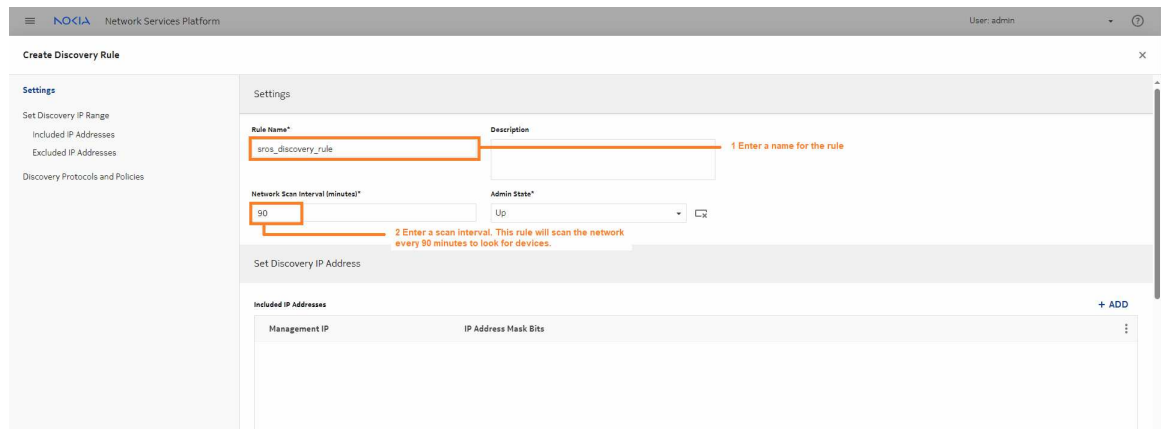 NOKIA Network Services Platform
User: admin
Create Discovery Rule
Settings
Set Discovery IP Range
Included IP Addresses
Excluded IP Addresses
Discovery Protocols and Policies
Settings
Rule Name*
Description
sros_discovery_rule
1 Enter a name for the rule
Network Scan Interval (minutes)*
Admin State*
90
Up
2 Enter a scan interval. This rule will scan the network
every 90 minutes to look for devices.
Set Discovery IP Address
Included IP Addresses
+ ADD
Management IP
IP Address Mask Bits